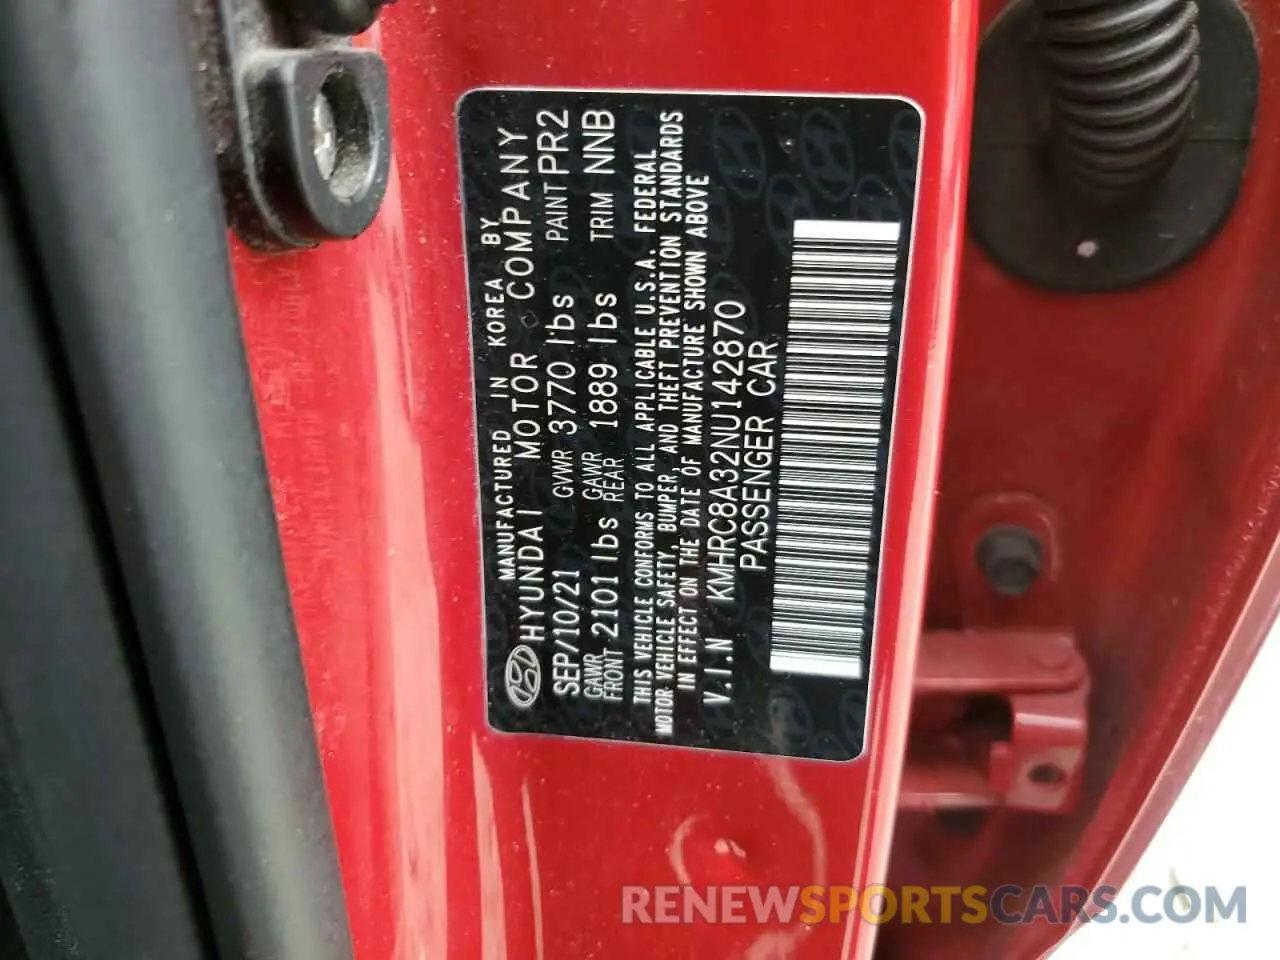 MANUFACTURED IN KOREA BY
HYUNDAI MOTOR COMPANY
SEP/10/21 GVWR 3770 lbs PAINT PR2
GAWR FRONT 2101 lbs GAWR REAR 1889 lbs TRIM NNB
THIS VEHICLE CONFORMS TO ALL APPLICABLE U.S.A. FEDERAL
MOTOR VEHICLE SAFETY, BUMPER, AND THEFT PREVENTION STANDARDS
IN EFFECT ON THE DATE OF MANUFACTURE SHOWN ABOVE
V.I.N KMHRC8A32NU142870
PASSENGER CAR
RENEWSPORTSCARS.COM